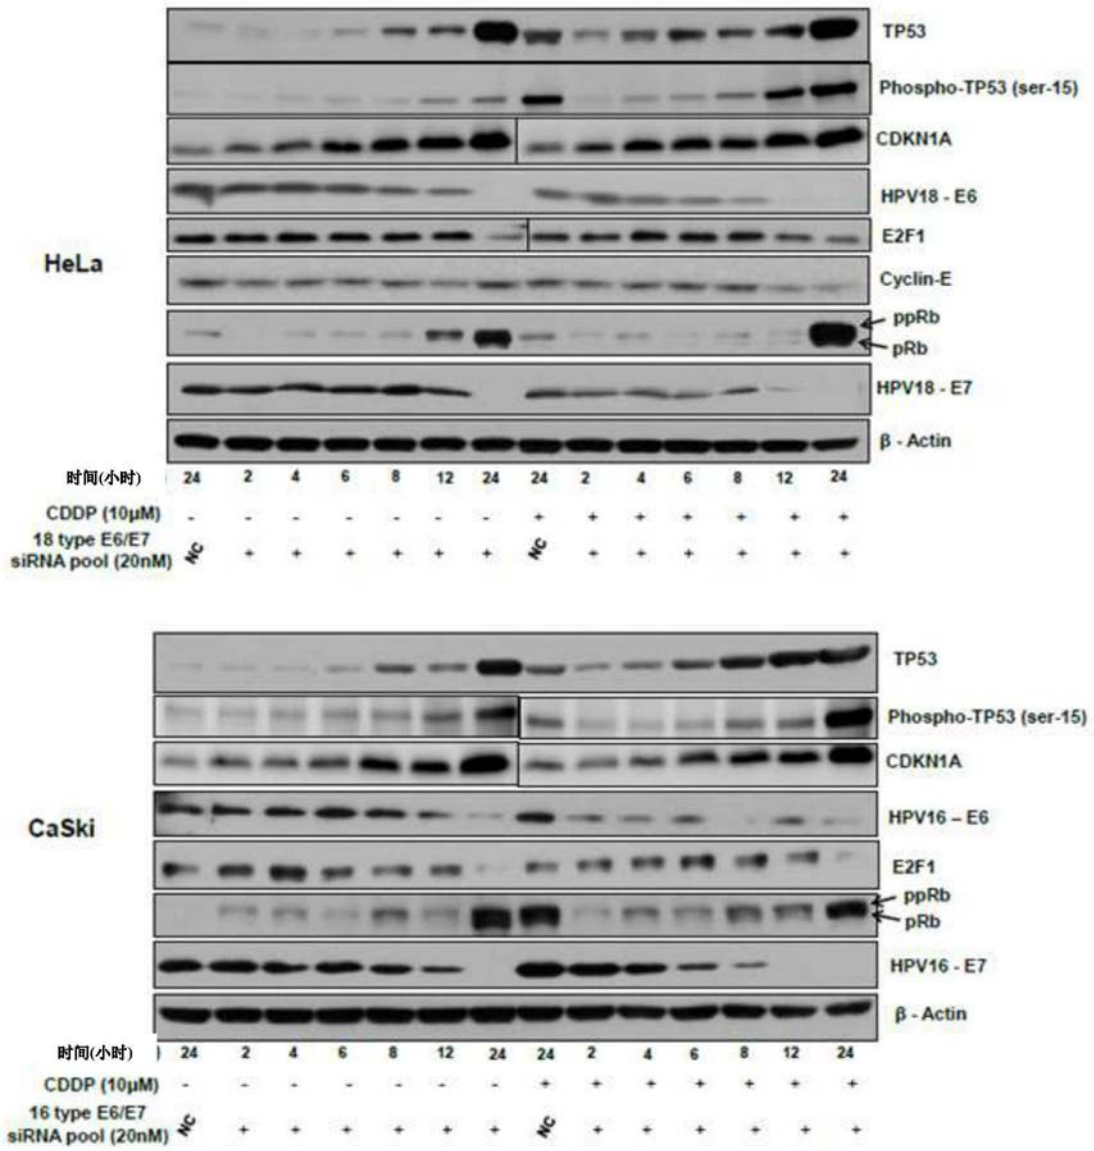 TP53
Phospho-TP53 (ser-15)
CDKN1A
HPV18 - E6
E2F1
HeLa
Cyclin-E
ppRb
pRb
HPV18 - E7
β - Actin
时间(小时) 24 2 4 6 8 12 24 24 2 4 6 8 12 24
CDDP (10μM) - - - - - - - + + + + + + +
18 type E6/E7
siRNA pool (20nM) NC + + + + + + NC + + + + + +
TP53
Phospho-TP53 (ser-15)
CDKN1A
HPV16 – E6
CaSki
E2F1
ppRb
pRb
HPV16 - E7
β - Actin
时间(小时) ) 24 2 4 6 8 12 24 24 2 4 6 8 12 24
CDDP (10μM) - - - - - - - + + + + + + +
16 type E6/E7
siRNA pool (20nM) NC + + + + + + NC + + + + + +